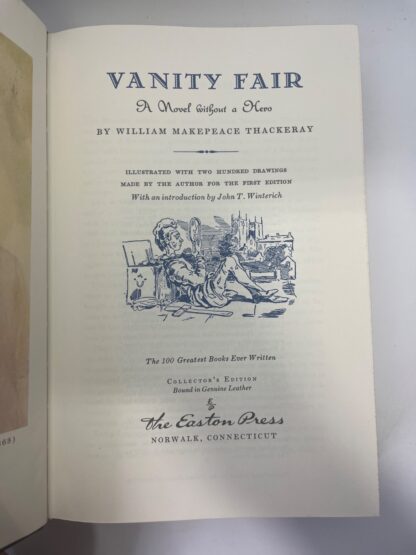 VANITY FAIR
A Novel without a Hero
BY WILLIAM MAKEPEACE THACKERAY
ILLUSTRATED WITH TWO HUNDRED DRAWINGS
MADE BY THE AUTHOR FOR THE FIRST EDITION
With an introduction by John T. Winterich
The 100 Greatest Books Ever Written
COLLECTOR'S EDITION
Bound in Genuine Leather
The Easton Press
NORWALK, CONNECTICUT